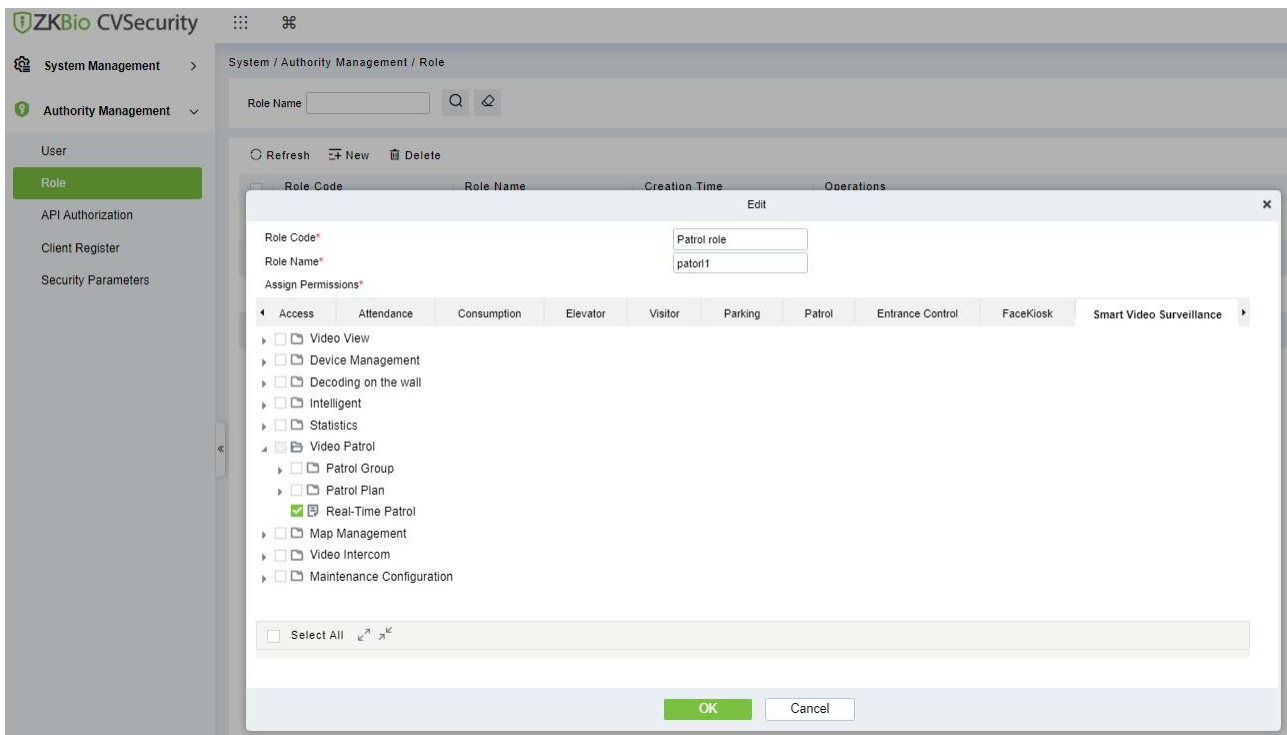 ZKBio CVSecurity
System Management
System / Authority Management / Role
Authority Management
Role Name
User
Refresh New Delete
Role
Role Code Role Name Creation Time Operations
API Authorization
Client Register
Security Parameters
Edit
Role Code* Patrol role
Role Name* patorl1
Assign Permissions*
Access Attendance Consumption Elevator Visitor Parking Patrol Entrance Control FaceKiosk Smart Video Surveillance
Video View
Device Management
Decoding on the wall
Intelligent
Statistics
Video Patrol
Patrol Group
Patrol Plan
Real-Time Patrol
Map Management
Video Intercom
Maintenance Configuration
Select All
OK Cancel